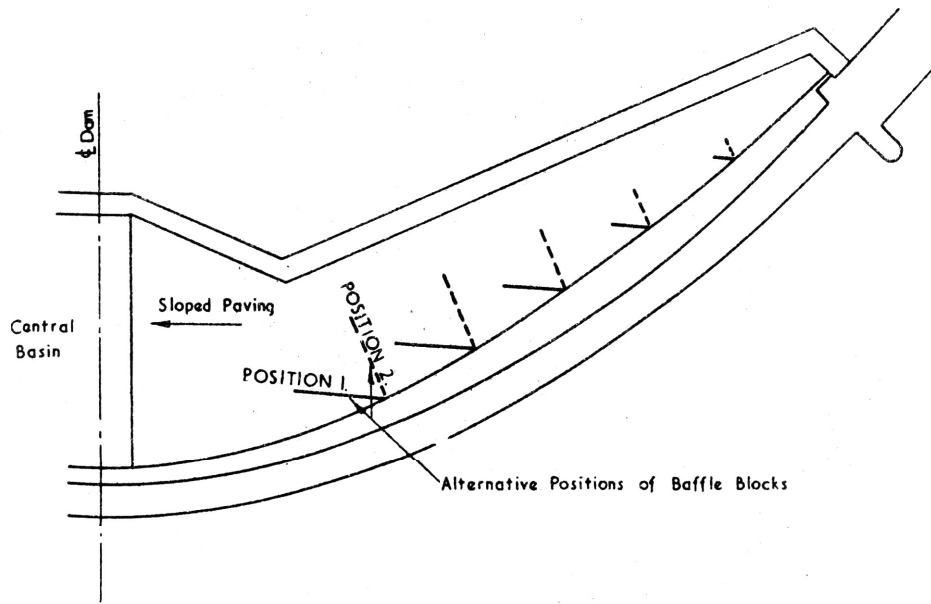 ℄ Dam
Sloped Paving
Cantral
Basin
POSITION 1.
POSITION 2.
Alternative Positions of Baffle Blocks